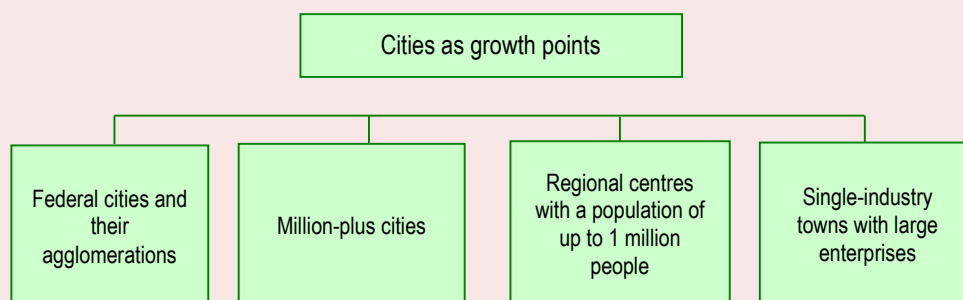 Cities as growth points
Federal cities and
their
agglomerations
Million-plus cities
Regional centres
with a population of
up to 1 million
people
Single-industry
towns with large
enterprises